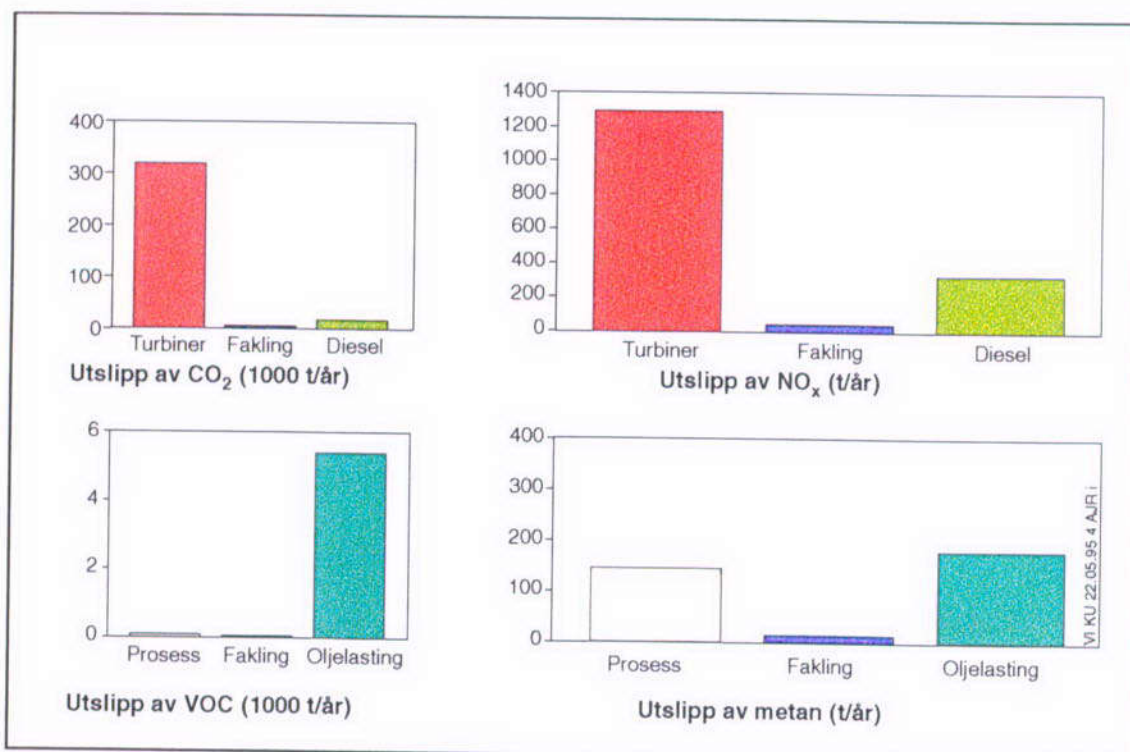 400
300
200
100
0
Turbiner Fakling Diesel
Utslipp av CO₂ (1000 t/år)
1400
1200
1000
800
600
400
200
0
Turbiner Fakling Diesel
Utslipp av NOₓ (t/år)
6
4
2
0
Prosess Fakling Oljelasting
Utslipp av VOC (1000 t/år)
400
300
200
100
0
Prosess Fakling Oljelasting
Utslipp av metan (t/år)
VI KU 22.05.95 4 AJR i